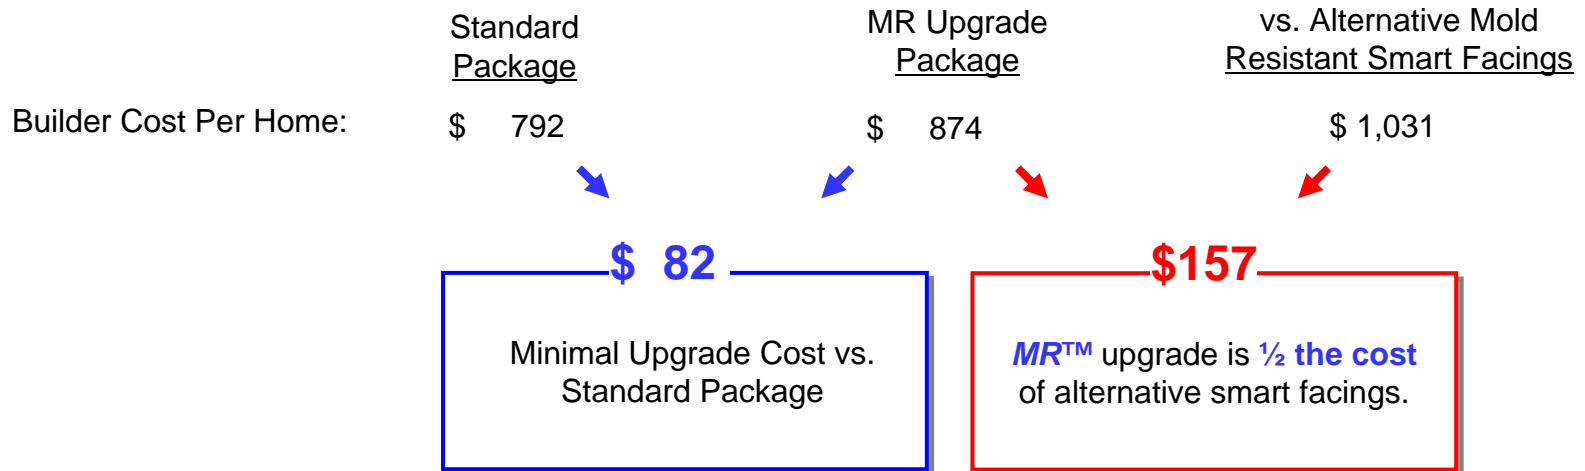 Standard
Package
MR Upgrade
Package
vs. Alternative Mold
Resistant Smart Facings
Builder Cost Per Home: $ 792 $ 874 $ 1,031
$ 82
$157
Minimal Upgrade Cost vs.
Standard Package
MR™ upgrade is ½ the cost
of alternative smart facings.